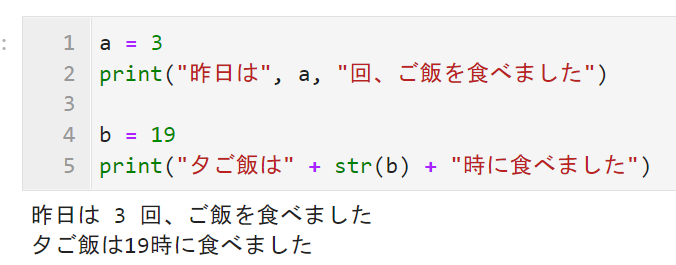 1 a = 3
2 print("昨日は", a, "回、ご飯を食べました")
3
4 b = 19
5 print("夕ご飯は" + str(b) + "時に食べました")
昨日は 3 回、ご飯を食べました
夕ご飯は19時に食べました